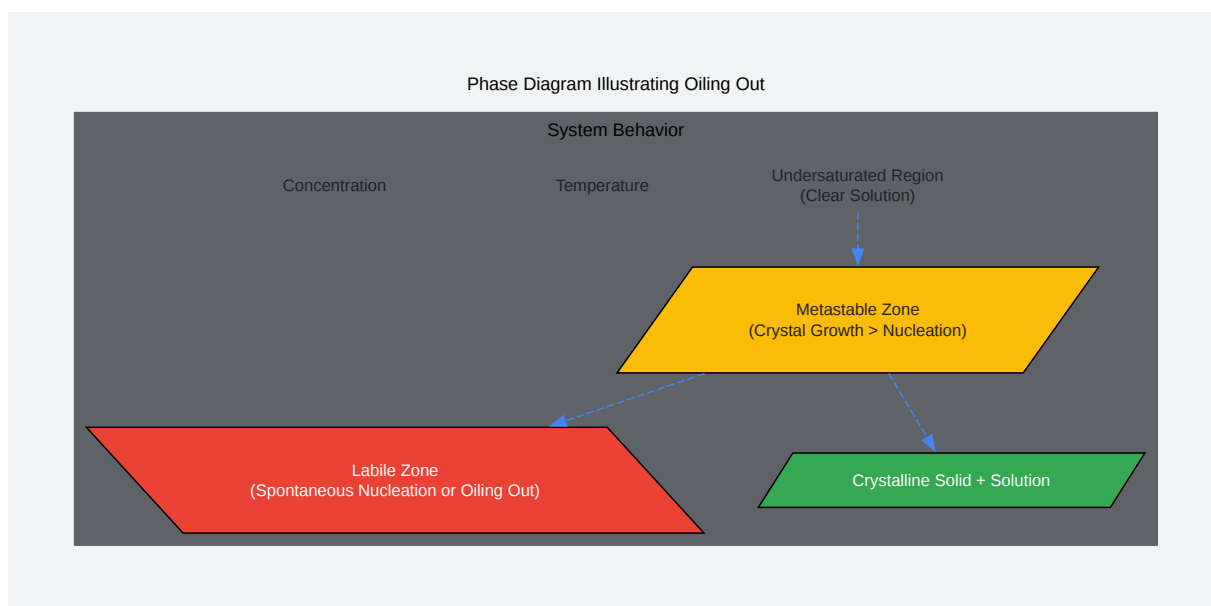 Phase Diagram Illustrating Oiling Out
System Behavior
Concentration
Temperature
Undersaturated Region
(Clear Solution)
Metastable Zone
(Crystal Growth > Nucleation)
Labile Zone
(Spontaneous Nucleation or Oiling Out)
Crystalline Solid + Solution